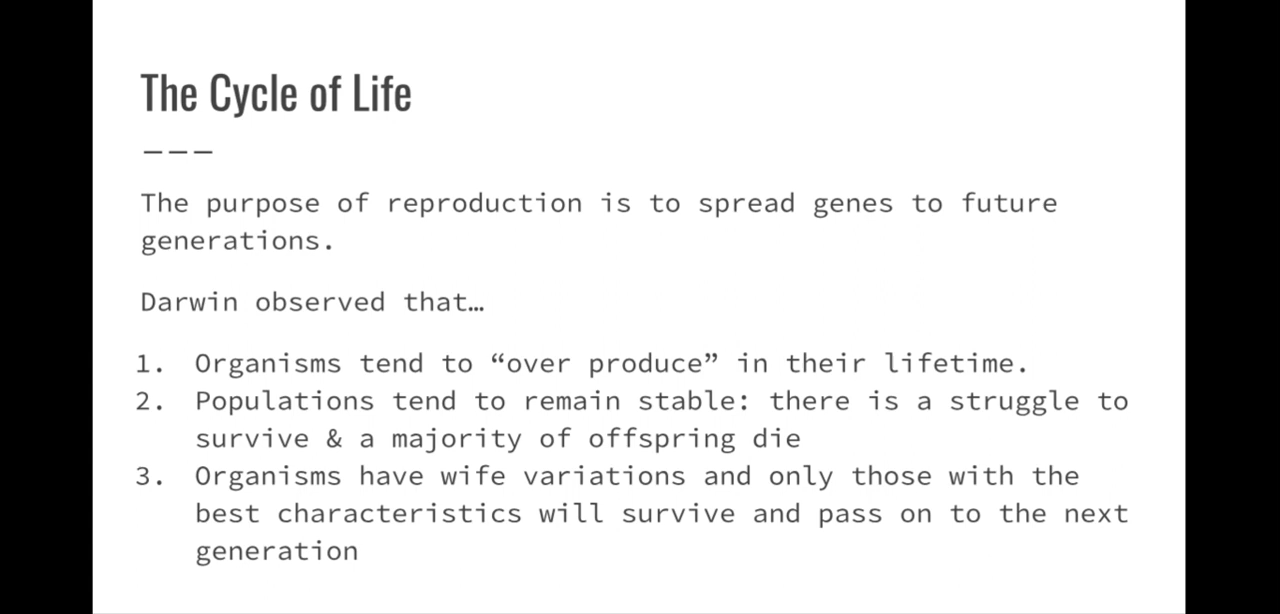 The Cycle of Life
———
The purpose of reproduction is to spread genes to future
generations.
Darwin observed that…
1. Organisms tend to “over produce” in their lifetime.
2. Populations tend to remain stable: there is a struggle to
survive & a majority of offspring die
3. Organisms have wife variations and only those with the
best characteristics will survive and pass on to the next
generation